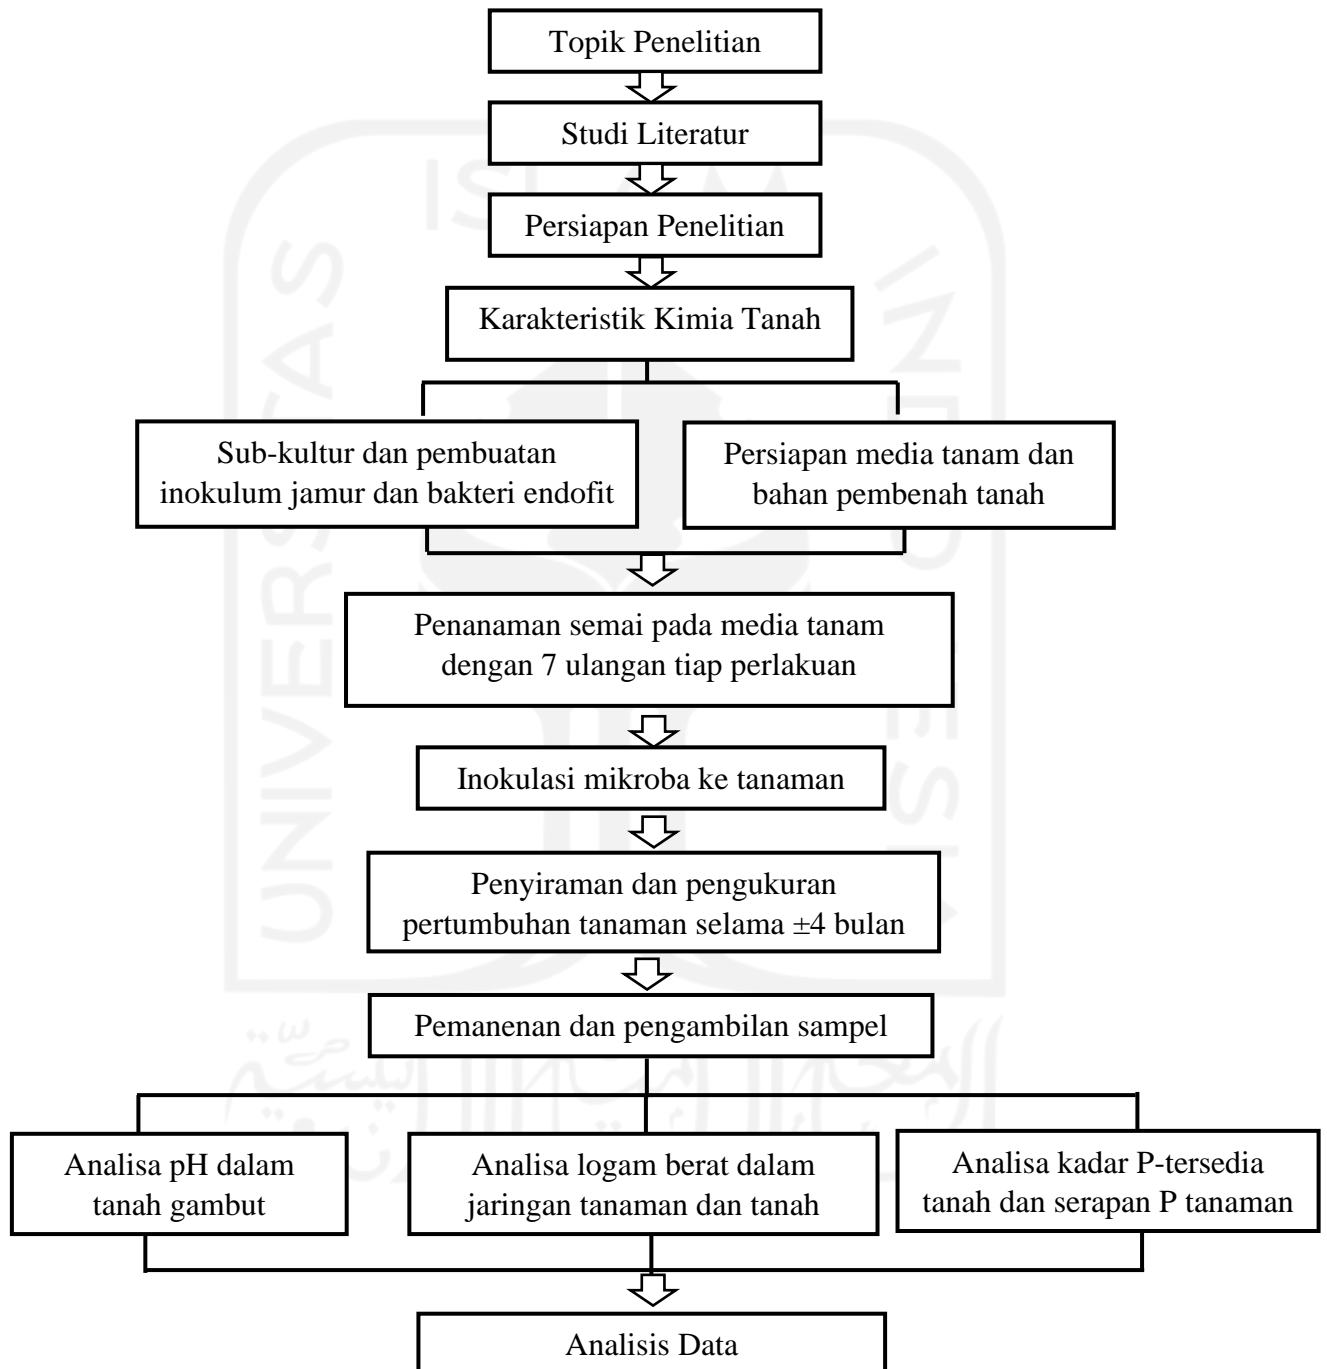 Topik Penelitian
Studi Literatur
Persiapan Penelitian
Karakteristik Kimia Tanah
Sub-kultur dan pembuatan
inokulum jamur dan bakteri endofit
Persiapan media tanam dan
bahan pembenah tanah
Penanaman semai pada media tanam
dengan 7 ulangan tiap perlakuan
Inokulasi mikroba ke tanaman
Penyiraman dan pengukuran
pertumbuhan tanaman selama ±4 bulan
Pemanenan dan pengambilan sampel
Analisa pH dalam
tanah gambut
Analisa logam berat dalam
jaringan tanaman dan tanah
Analisa kadar P-tersedia
tanah dan serapan P tanaman
Analisis Data
UNIVERSITAS
ISLAM
INDONESIA